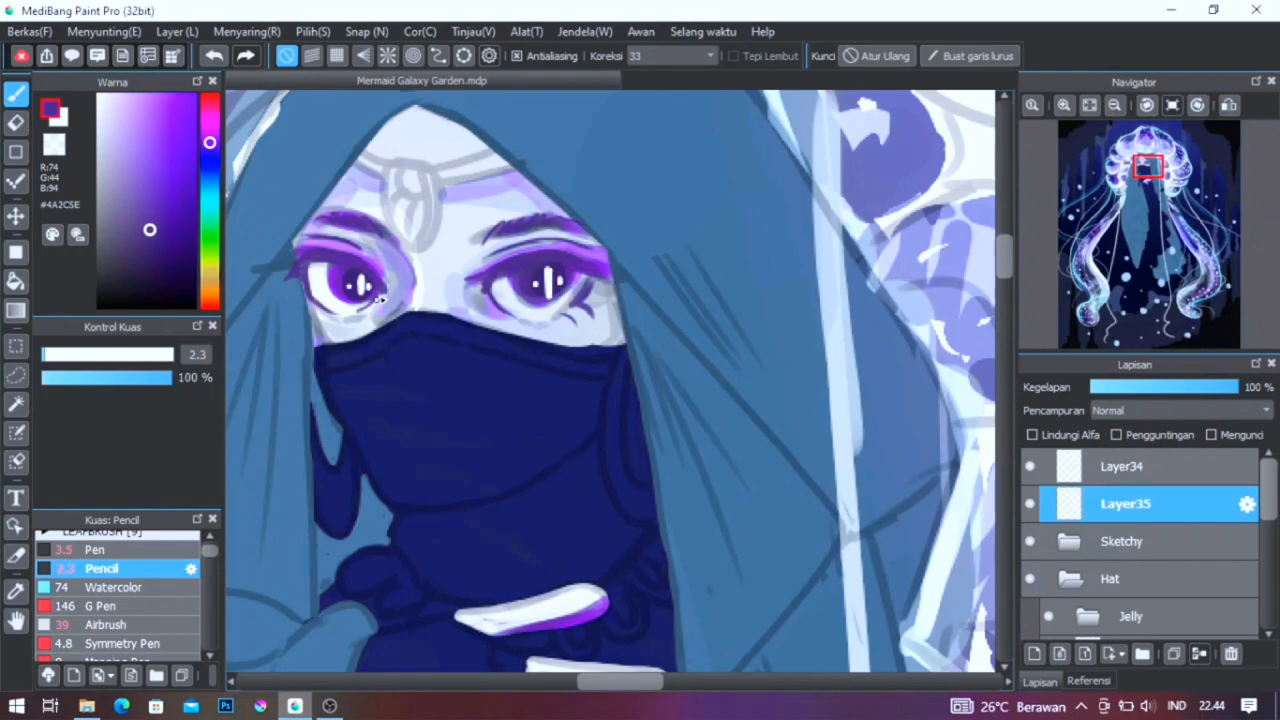 MediBang Paint Pro (32bit)
Berkas(F) Menyunting(E) Layer (L) Menyaring(R) Pilih(S) Snap (N) Cor(C) Tinjau(V) Alat(T) Jendela(W) Awan Selang waktu Help
Antialiasing Koreksi 33 Tepi Lembut Kunci Atur Ulang Buat garis lurus
Warna
Mermaid Galaxy Garden.mdp
Navigator
R:74
G:44
B:94
#4A2C5E
Kontrol Kuas
2.3
100 %
Kuas: Pencil
LEAFBRUSH [9]
3.5 Pen
2.3 Pencil
74 Watercolor
146 G Pen
39 Airbrush
4.8 Symmetry Pen
Lapisan
Kegelapan 100 %
Pencampuran Normal
Lindungi Alfa Pengguntingan Mengunci
Layer34
Layer35
Sketchy
Hat
Jelly
Lapisan Referensi
Ps
26°C Berawan IND 22.44